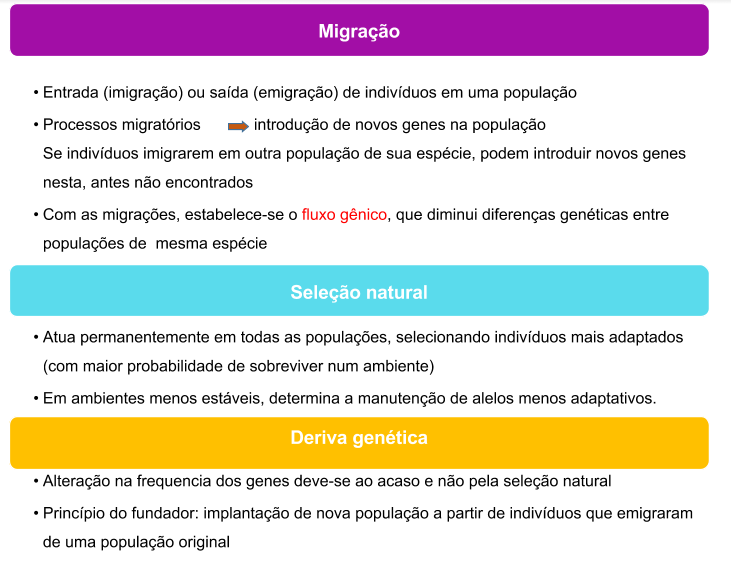 Migração
• Entrada (imigração) ou saída (emigração) de indivíduos em uma população
• Processos migratórios introdução de novos genes na população
Se indivíduos imigrarem em outra população de sua espécie, podem introduzir novos genes
nesta, antes não encontrados
• Com as migrações, estabelece-se o fluxo gênico, que diminui diferenças genéticas entre
populações de mesma espécie
Seleção natural
• Atua permanentemente em todas as populações, selecionando indivíduos mais adaptados
(com maior probabilidade de sobreviver num ambiente)
• Em ambientes menos estáveis, determina a manutenção de alelos menos adaptativos.
Deriva genética
• Alteração na frequencia dos genes deve-se ao acaso e não pela seleção natural
• Princípio do fundador: implantação de nova população a partir de indivíduos que emigraram
de uma população original